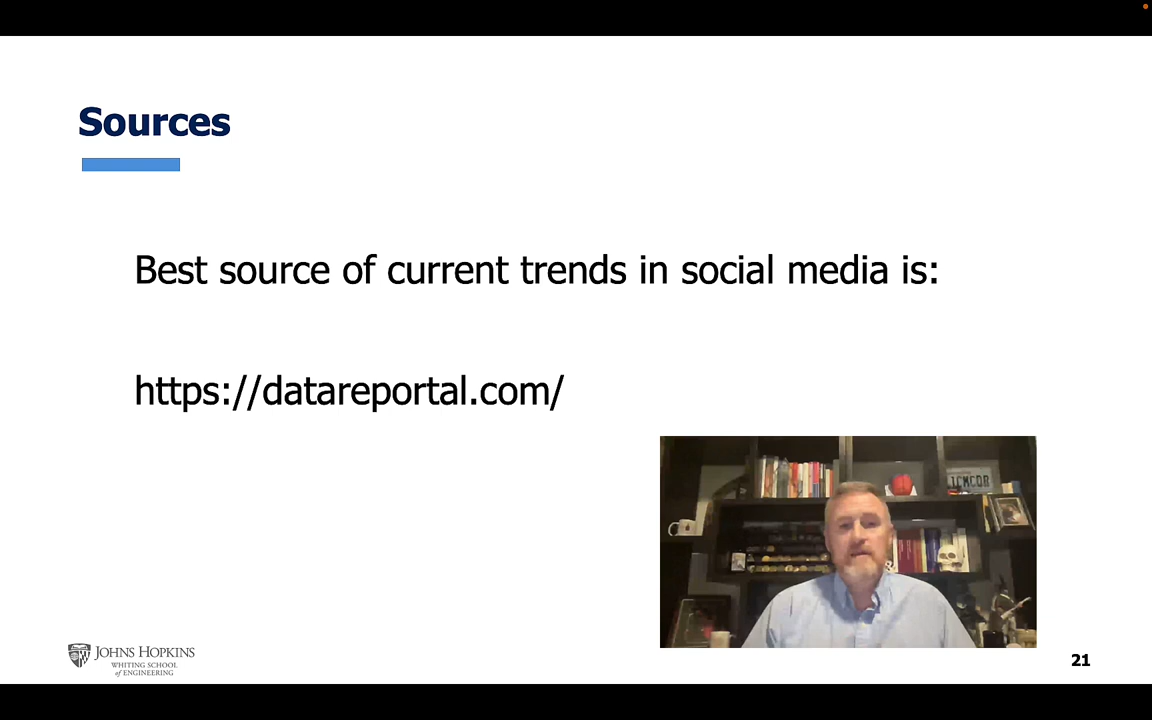 Sources
Best source of current trends in social media is:
https://datareportal.com/
JOHNS HOPKINS
WHITING SCHOOL
of ENGINEERING
21